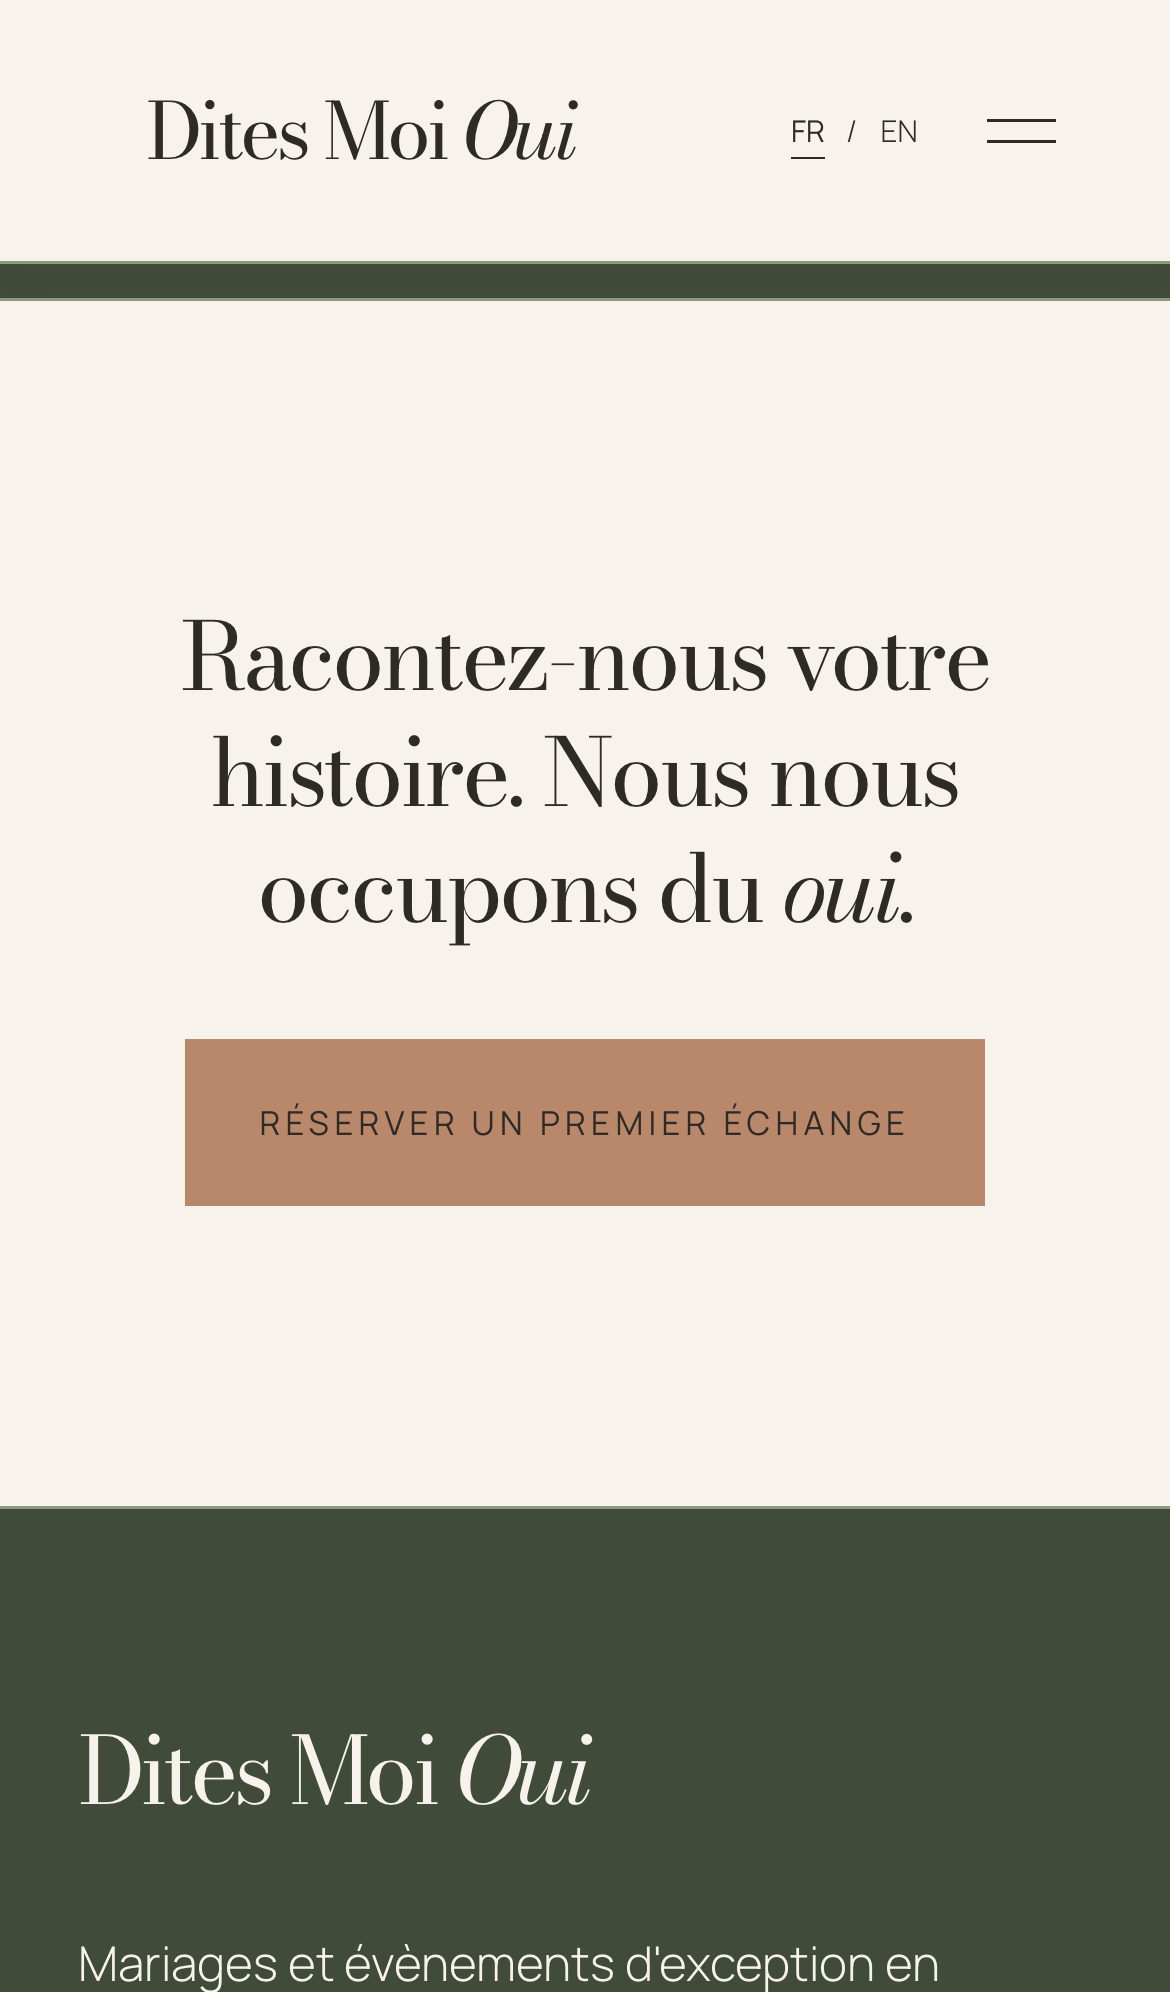 Dites Moi Oui
FR / EN
Racontez-nous votre
histoire. Nous nous
occupons du oui.
RÉSERVER UN PREMIER ÉCHANGE
Dites Moi Oui
Mariages et évènements d'exception en